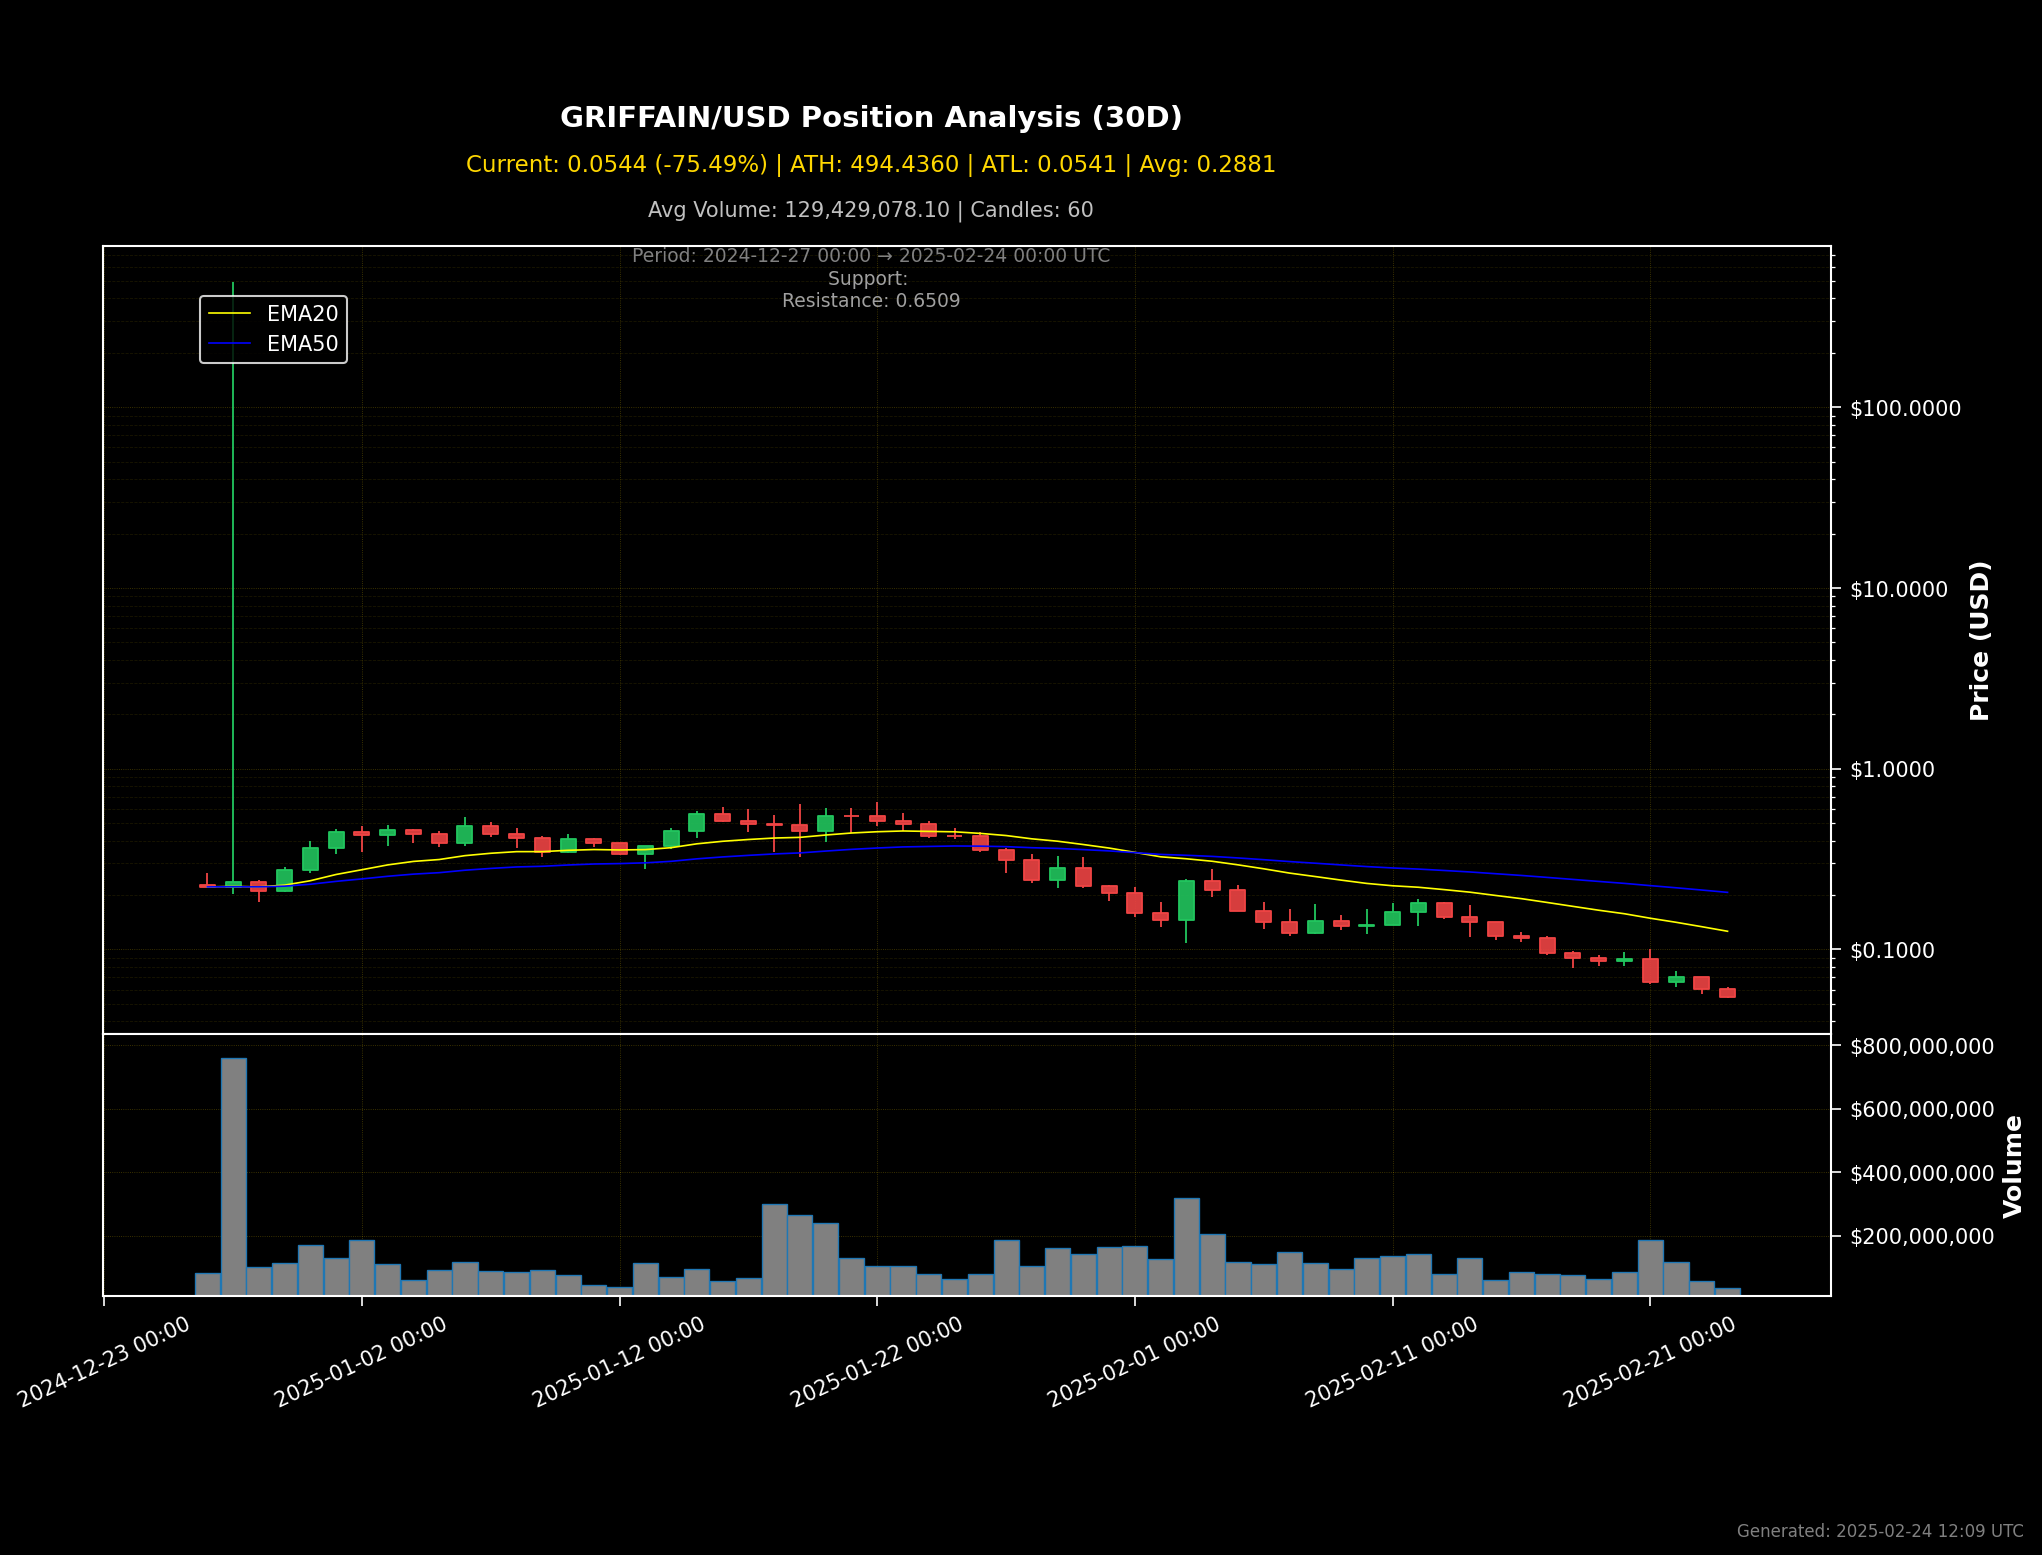 GRIFFAIN/USD Position Analysis (30D)
Current: 0.0544 (-75.49%) | ATH: 494.4360 | ATL: 0.0541 | Avg: 0.2881
Avg Volume: 129,429,078.10 | Candles: 60
Period: 2024-12-27 00:00 → 2025-02-24 00:00 UTC
Support:
Resistance: 0.6509
EMA20
EMA50
$100.0000
$10.0000
$1.0000
$0.1000
Price (USD)
$800,000,000
$600,000,000
$400,000,000
$200,000,000
Volume
2024-12-23 00:00
2025-01-02 00:00
2025-01-12 00:00
2025-01-22 00:00
2025-02-01 00:00
2025-02-11 00:00
2025-02-21 00:00
Generated: 2025-02-24 12:09 UTC